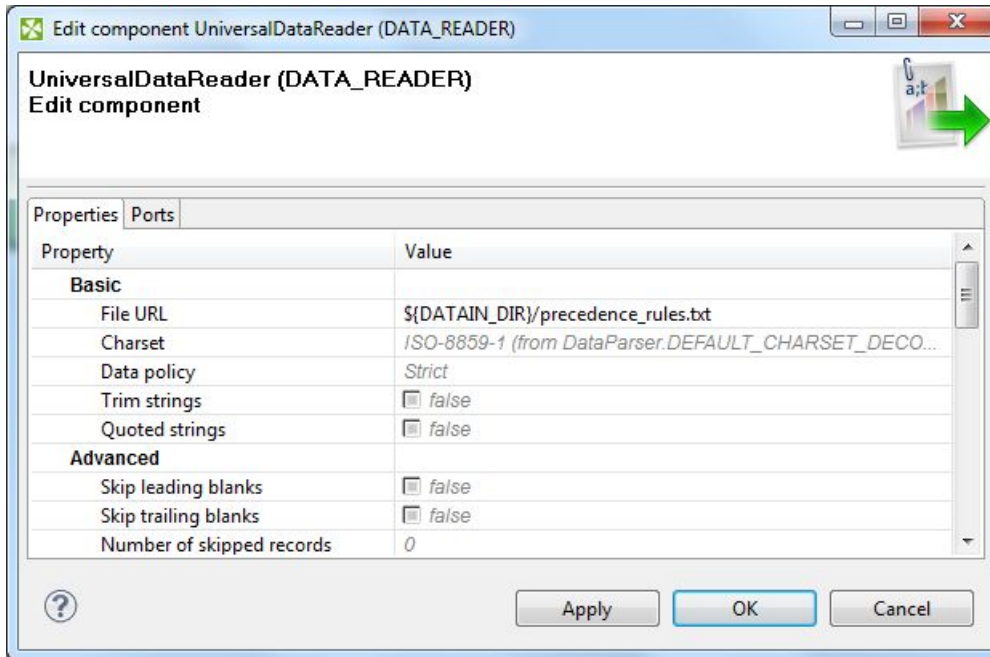 Edit component UniversalDataReader (DATA_READER)
UniversalDataReader (DATA_READER)
Edit component
a;b
Properties Ports
Property Value
Basic
File URL ${DATAIN_DIR}/precedence_rules.txt
Charset ISO-8859-1 (from DataParser.DEFAULT_CHARSET_DECO...
Data policy Strict
Trim strings false
Quoted strings false
Advanced
Skip leading blanks false
Skip trailing blanks false
Number of skipped records 0
? Apply OK Cancel